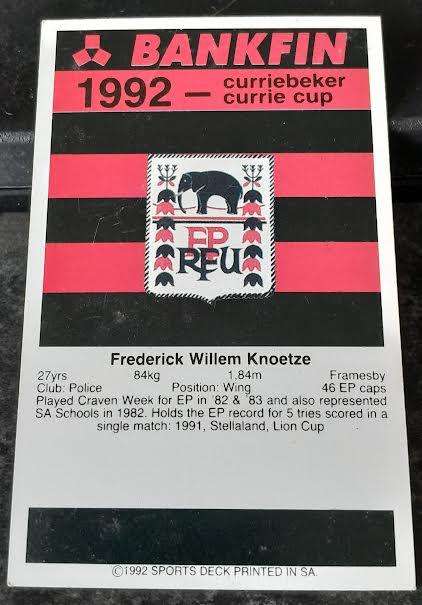 BANKFIN
1992 – curriebeker
currie cup
EP
RFU
Frederick Willem Knoetze
27yrs 84kg 1.84m Framesby
Club: Police Position: Wing 46 EP caps
Played Craven Week for EP in '82 & '83 and also represented
SA Schools in 1982. Holds the EP record for 5 tries scored in a
single match: 1991, Stellaland, Lion Cup
©1992 SPORTS DECK PRINTED IN SA.